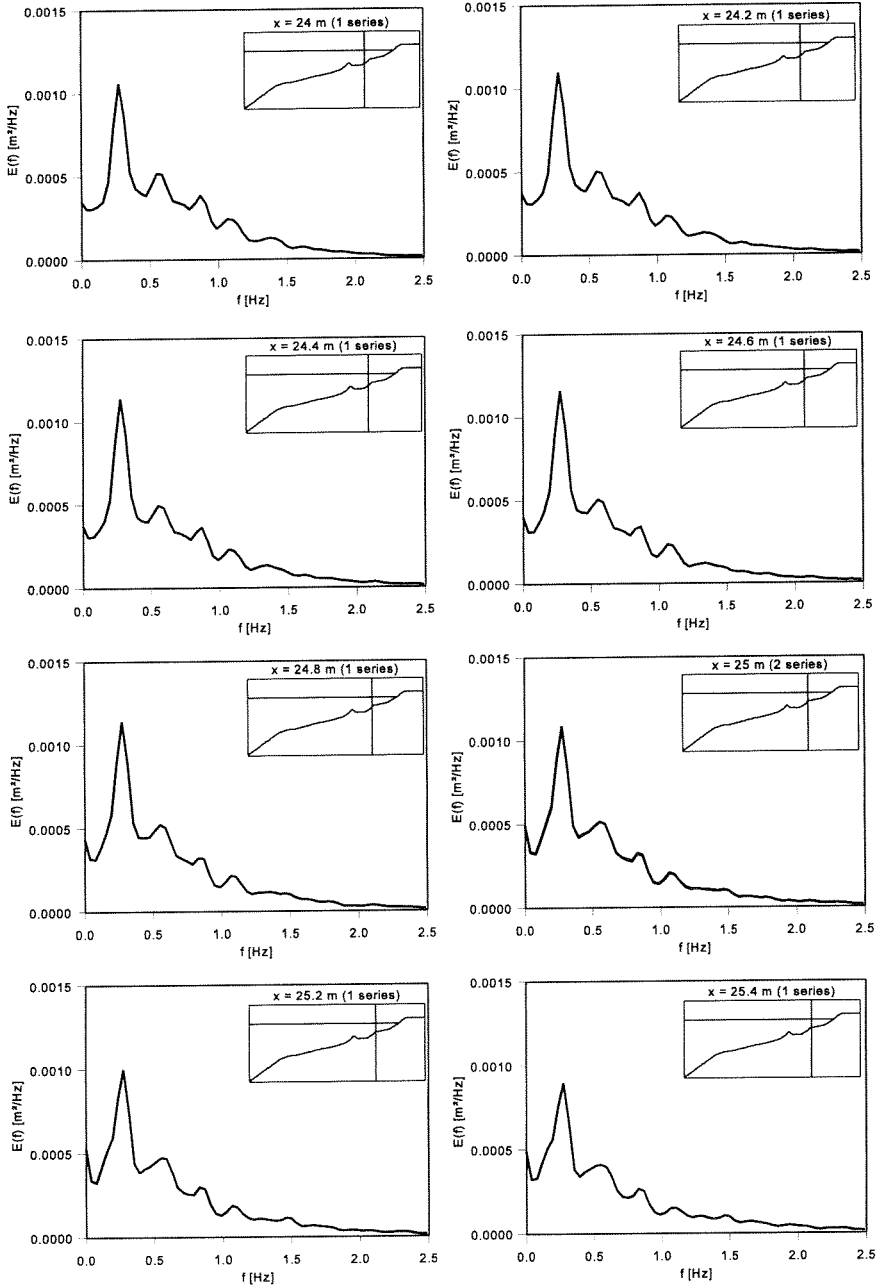 x = 24 m (1 series)
E(f) [m²/Hz]
0.0015
0.0010
0.0005
0.0000
0.0 0.5 1.0 1.5 2.0 2.5
f [Hz]
x = 24.2 m (1 series)
E(f) [m²/Hz]
0.0015
0.0010
0.0005
0.0000
0.0 0.5 1.0 1.5 2.0 2.5
f [Hz]
x = 24.4 m (1 series)
E(f) [m²/Hz]
0.0015
0.0010
0.0005
0.0000
0.0 0.5 1.0 1.5 2.0 2.5
f [Hz]
x = 24.6 m (1 series)
E(f) [m²/Hz]
0.0015
0.0010
0.0005
0.0000
0.0 0.5 1.0 1.5 2.0 2.5
f [Hz]
x = 24.8 m (1 series)
E(f) [m²/Hz]
0.0015
0.0010
0.0005
0.0000
0.0 0.5 1.0 1.5 2.0 2.5
f [Hz]
x = 25 m (2 series)
E(f) [m²/Hz]
0.0015
0.0010
0.0005
0.0000
0.0 0.5 1.0 1.5 2.0 2.5
f [Hz]
x = 25.2 m (1 series)
E(f) [m²/Hz]
0.0015
0.0010
0.0005
0.0000
0.0 0.5 1.0 1.5 2.0 2.5
f [Hz]
x = 25.4 m (1 series)
E(f) [m²/Hz]
0.0015
0.0010
0.0005
0.0000
0.0 0.5 1.0 1.5 2.0 2.5
f [Hz]